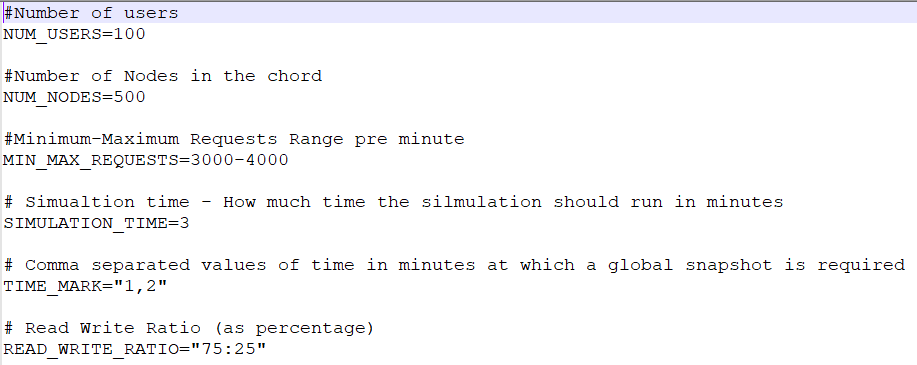 #Number of users
NUM_USERS=100
#Number of Nodes in the chord
NUM_NODES=500
#Minimum-Maximum Requests Range pre minute
MIN_MAX_REQUESTS=3000-4000
# Simualtion time - How much time the silmulation should run in minutes
SIMULATION_TIME=3
# Comma separated values of time in minutes at which a global snapshot is required
TIME_MARK="1,2"
# Read Write Ratio (as percentage)
READ_WRITE_RATIO="75:25"